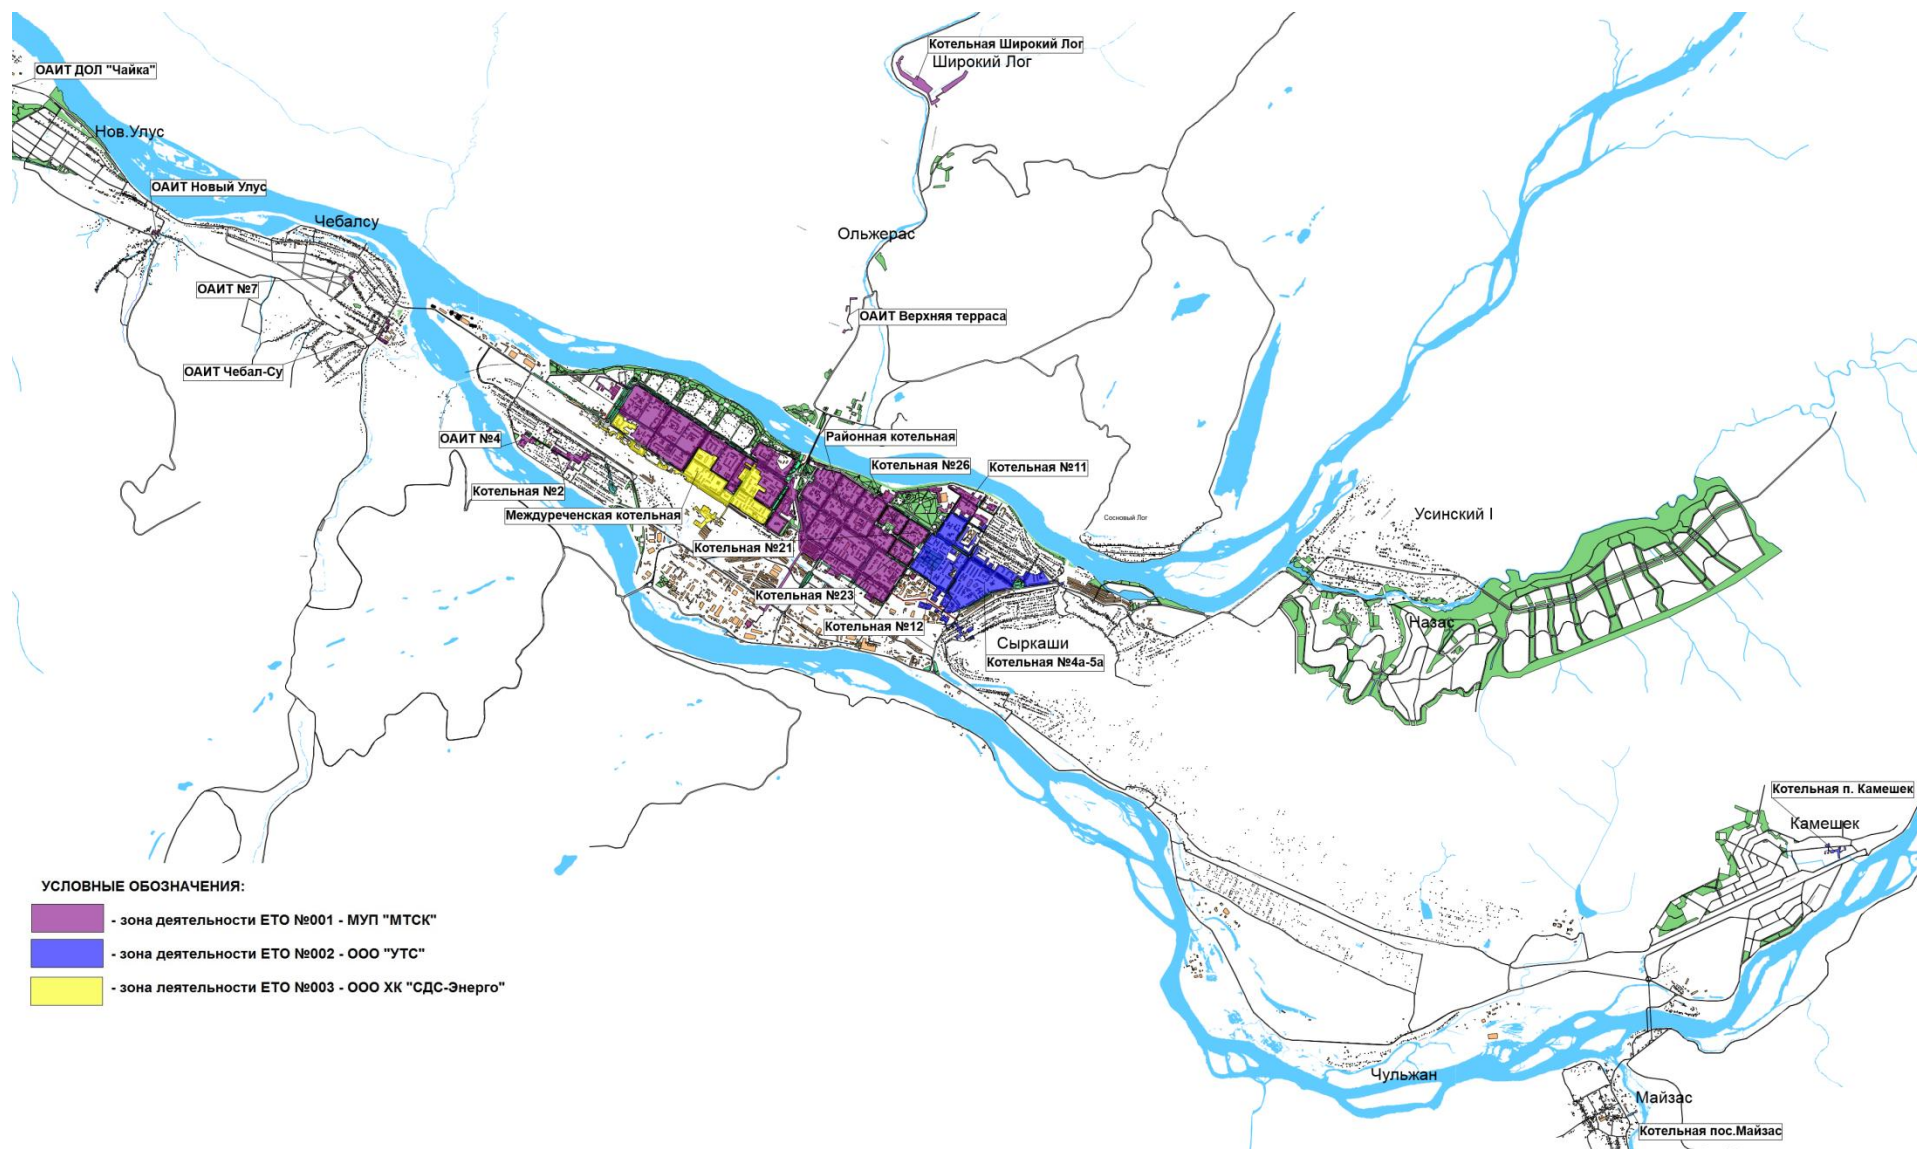 Котельная Широкий Лог
Широкий Лог
ОАИТ ДОЛ "Чайка"
Нов.Улус
ОАИТ Новый Улус
Чебалсу
Ольжерас
ОАИТ №7
ОАИТ Верхняя терраса
ОАИТ Чебал-Су
ОАИТ №4
Районная котельная
Котельная №26
Котельная №11
Котельная №2
Междуреченская котельная
Сосновый Лог
Усинский I
Котельная №21
Котельная №23
Котельная №12
Назас
Сыркаши
Котельная №4а-5а
Котельная п. Камешек
Камешек
УСЛОВНЫЕ ОБОЗНАЧЕНИЯ:
- зона деятельности ЕТО №001 - МУП "МТСК"
- зона деятельности ЕТО №002 - ООО "УТС"
- зона леятельности ЕТО №003 - ООО ХК "СДС-Энерго"
Чульжан
Майзас
Котельная пос.Майзас